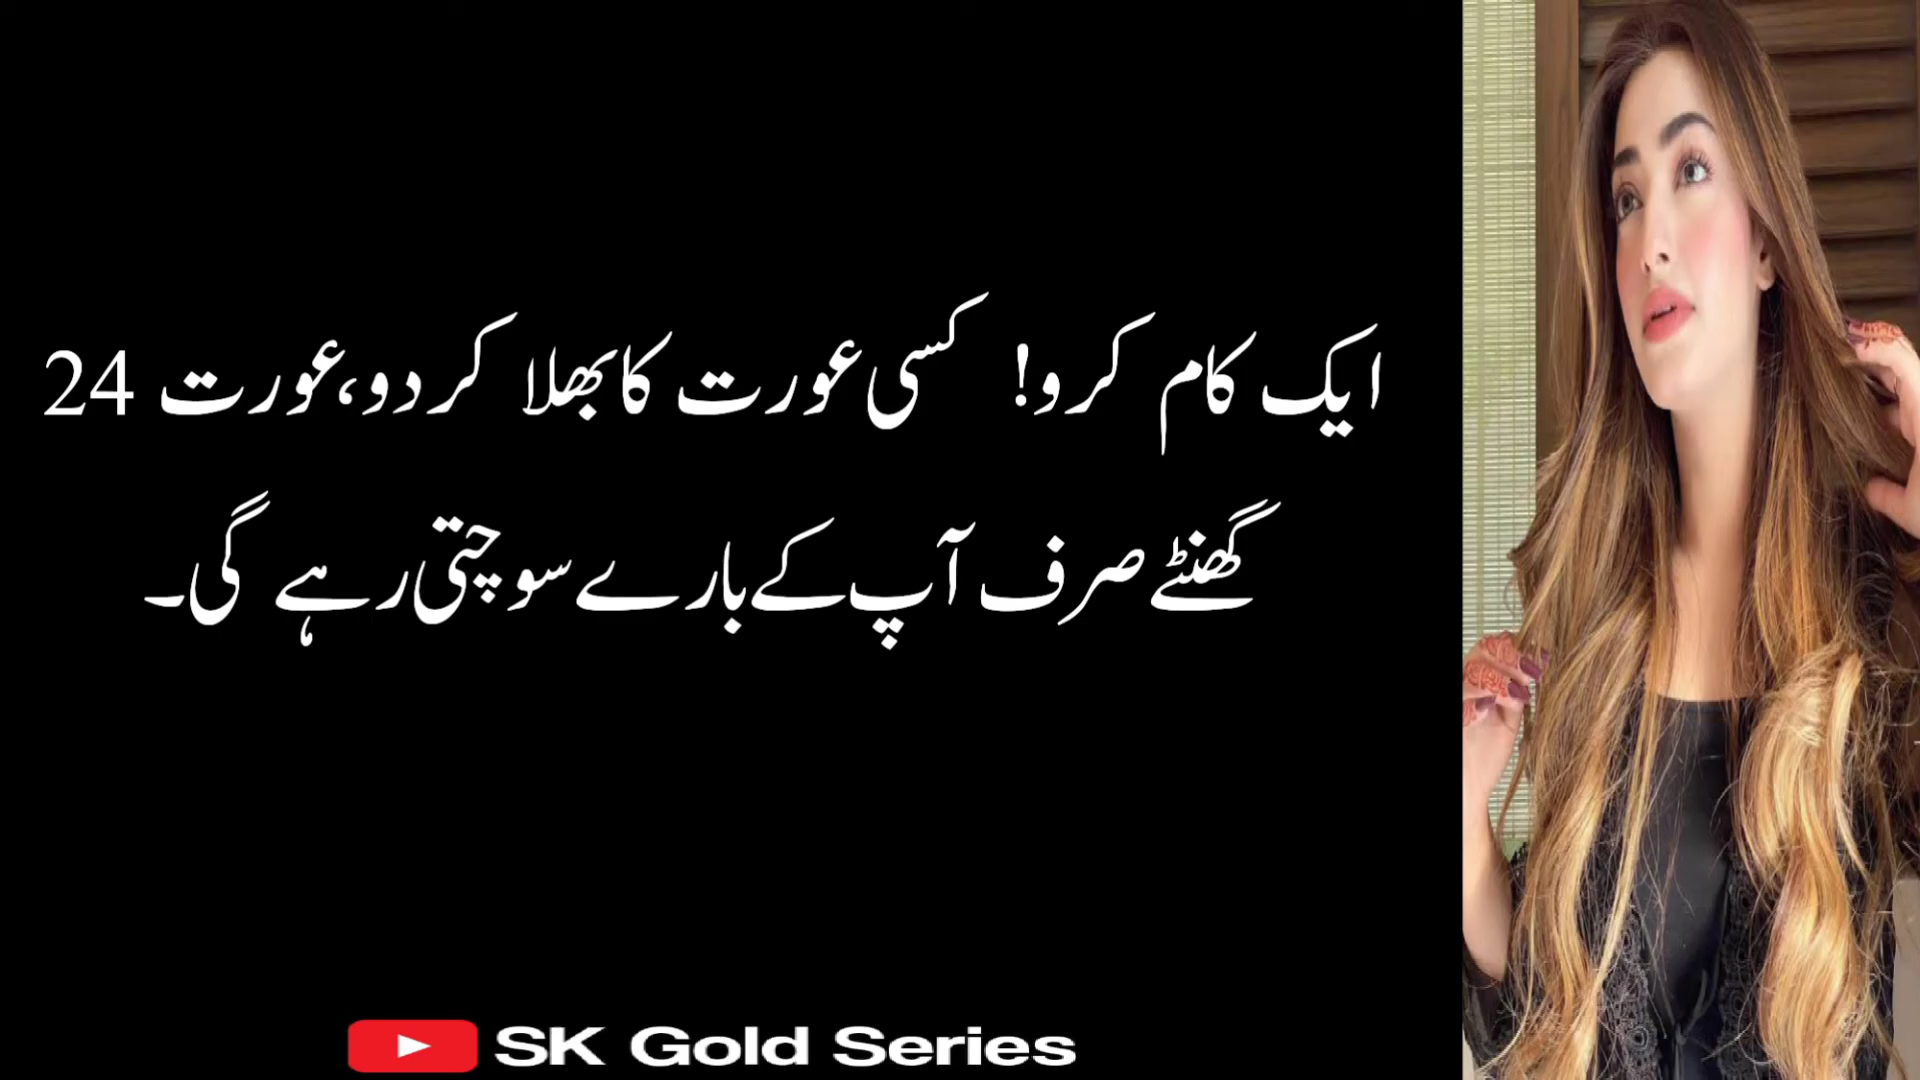 ایک کام کرو! کسی عورت کا بھلا کر دو، عورت 24
گھنٹے صرف آپ کے بارے سوچتی رہے گی۔
SK Gold Series